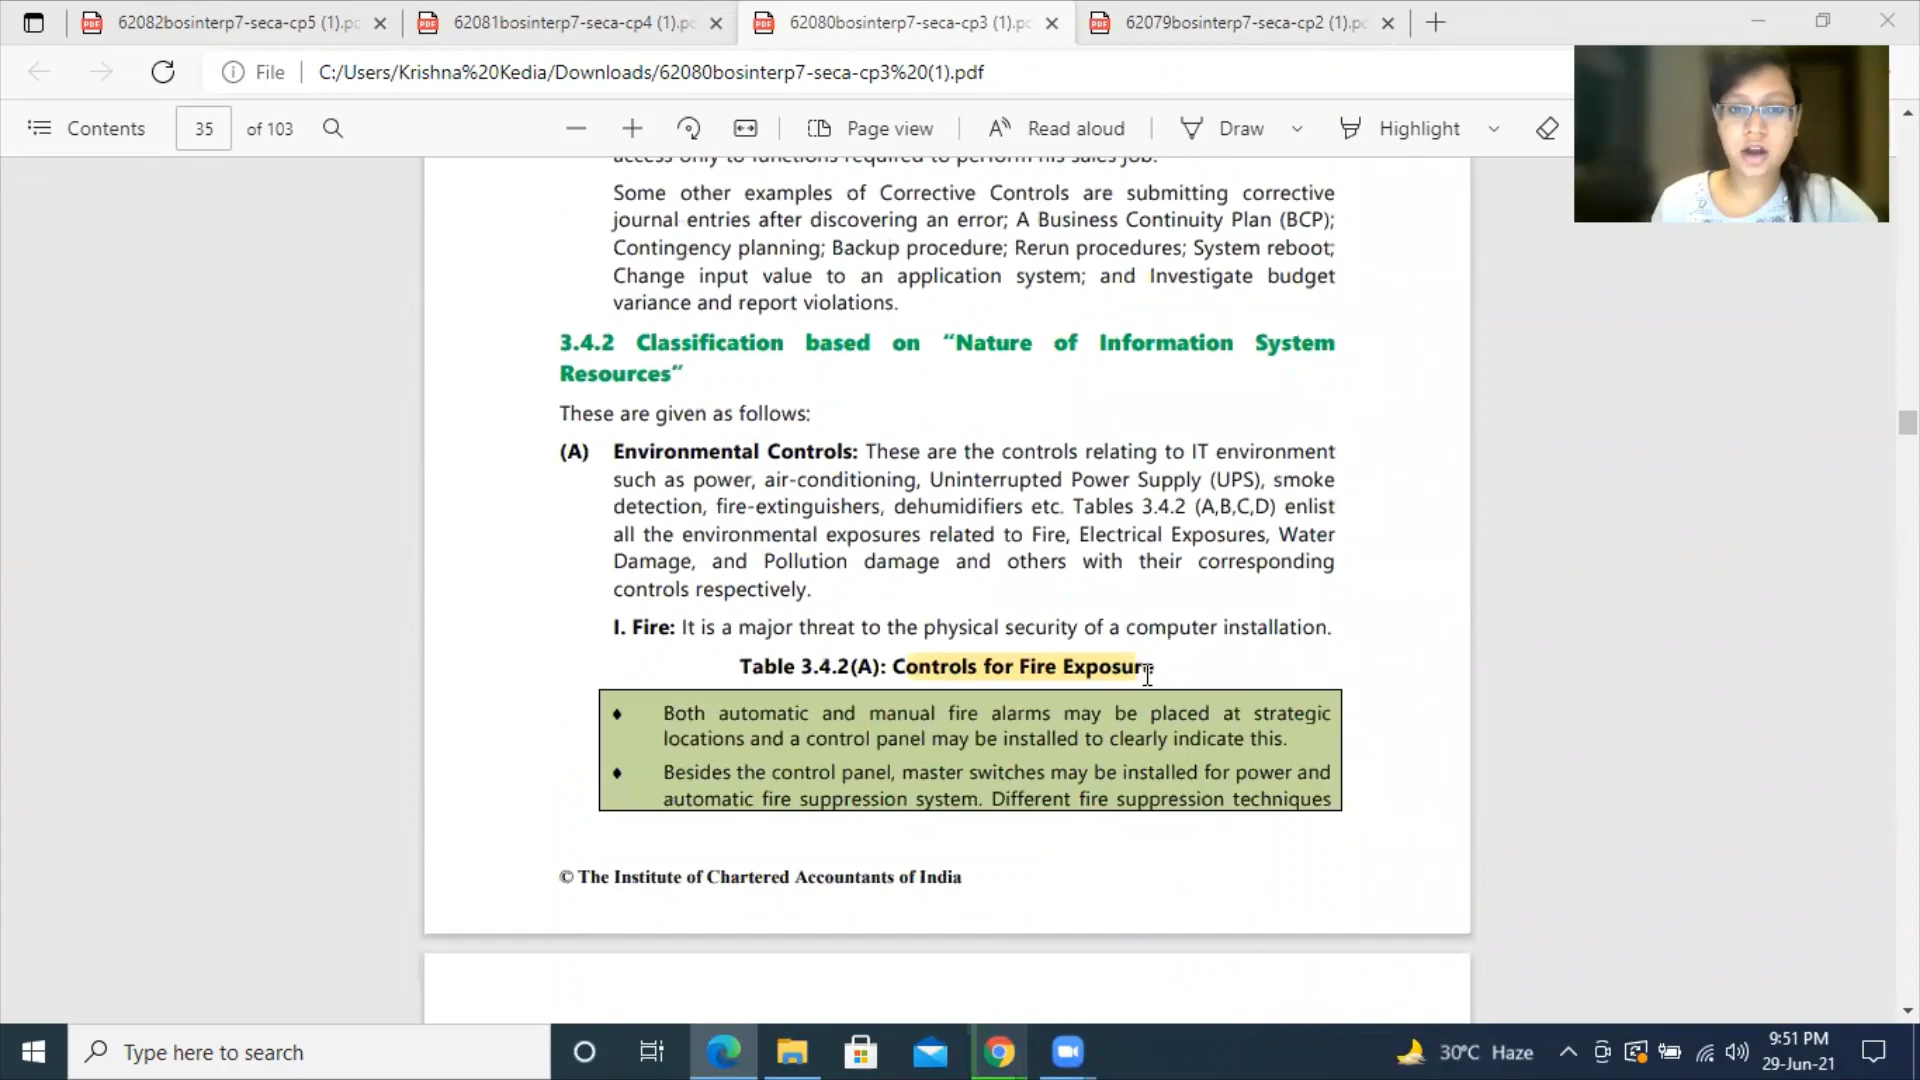 62082bosinterp7-seca-cp5 (1).pc
62081bosinterp7-seca-cp4 (1).pc
62080bosinterp7-seca-cp3 (1).pc
62079bosinterp7-seca-cp2 (1).pc
File
C:/Users/Krishna%20Kedia/Downloads/62080bosinterp7-seca-cp3%20(1).pdf
Contents
35
of 103
Page view
Read aloud
Draw
Highlight
access only to functions required to perform his sales job.
Some other examples of Corrective Controls are submitting corrective
journal entries after discovering an error; A Business Continuity Plan (BCP);
Contingency planning; Backup procedure; Rerun procedures; System reboot;
Change input value to an application system; and Investigate budget
variance and report violations.
3.4.2 Classification based on “Nature of Information System
Resources”
These are given as follows:
(A) Environmental Controls: These are the controls relating to IT environment
such as power, air-conditioning, Uninterrupted Power Supply (UPS), smoke
detection, fire-extinguishers, dehumidifiers etc. Tables 3.4.2 (A,B,C,D) enlist
all the environmental exposures related to Fire, Electrical Exposures, Water
Damage, and Pollution damage and others with their corresponding
controls respectively.
I. Fire: It is a major threat to the physical security of a computer installation.
Table 3.4.2(A): Controls for Fire Exposure
♦ Both automatic and manual fire alarms may be placed at strategic
locations and a control panel may be installed to clearly indicate this.
♦ Besides the control panel, master switches may be installed for power and
automatic fire suppression system. Different fire suppression techniques
© The Institute of Chartered Accountants of India
Type here to search
30°C Haze
9:51 PM
29-Jun-21